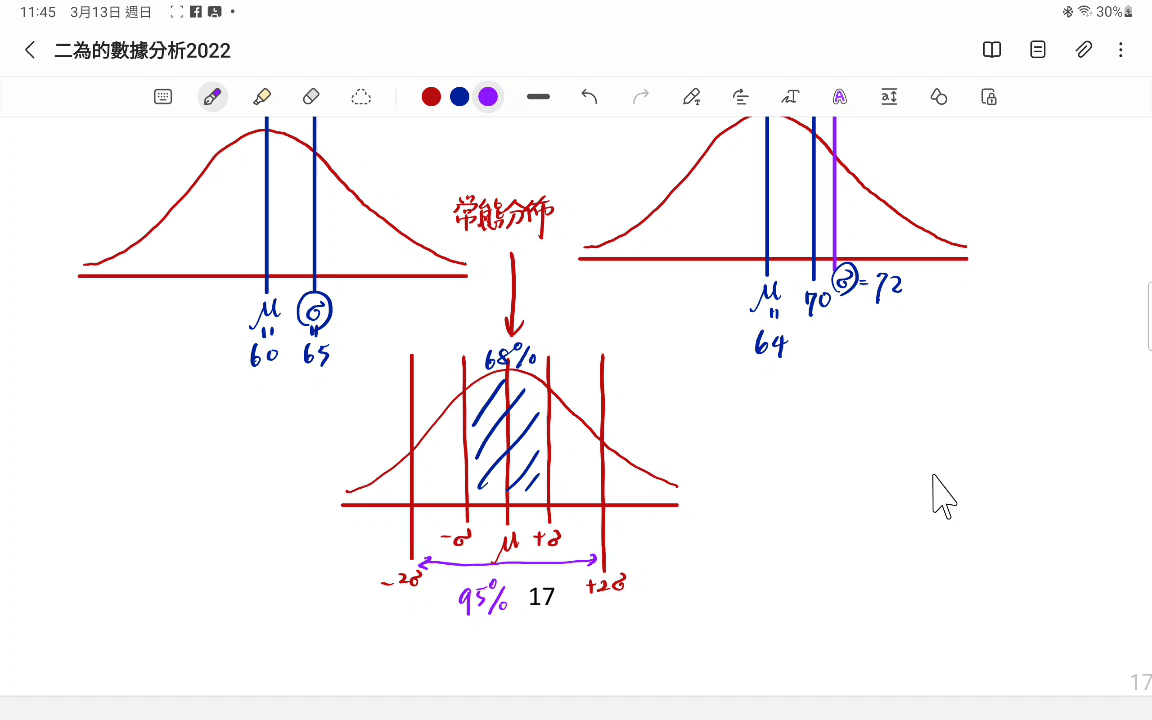 11:45 3月13日 週日 30%
二為的數據分析2022
常態分佈
μ σ
60 65
μ 70 σ=72
64
68%
-σ μ +σ
-2σ +2σ
95% 17
17